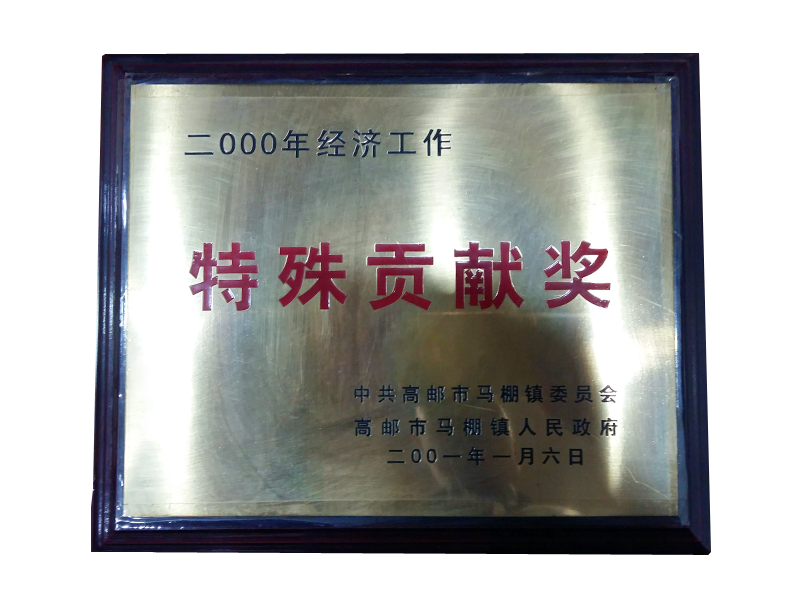 二000年经济工作
特殊贡献奖
中共高邮市马棚镇委员会
高邮市马棚镇人民政府
二00一年一月六日